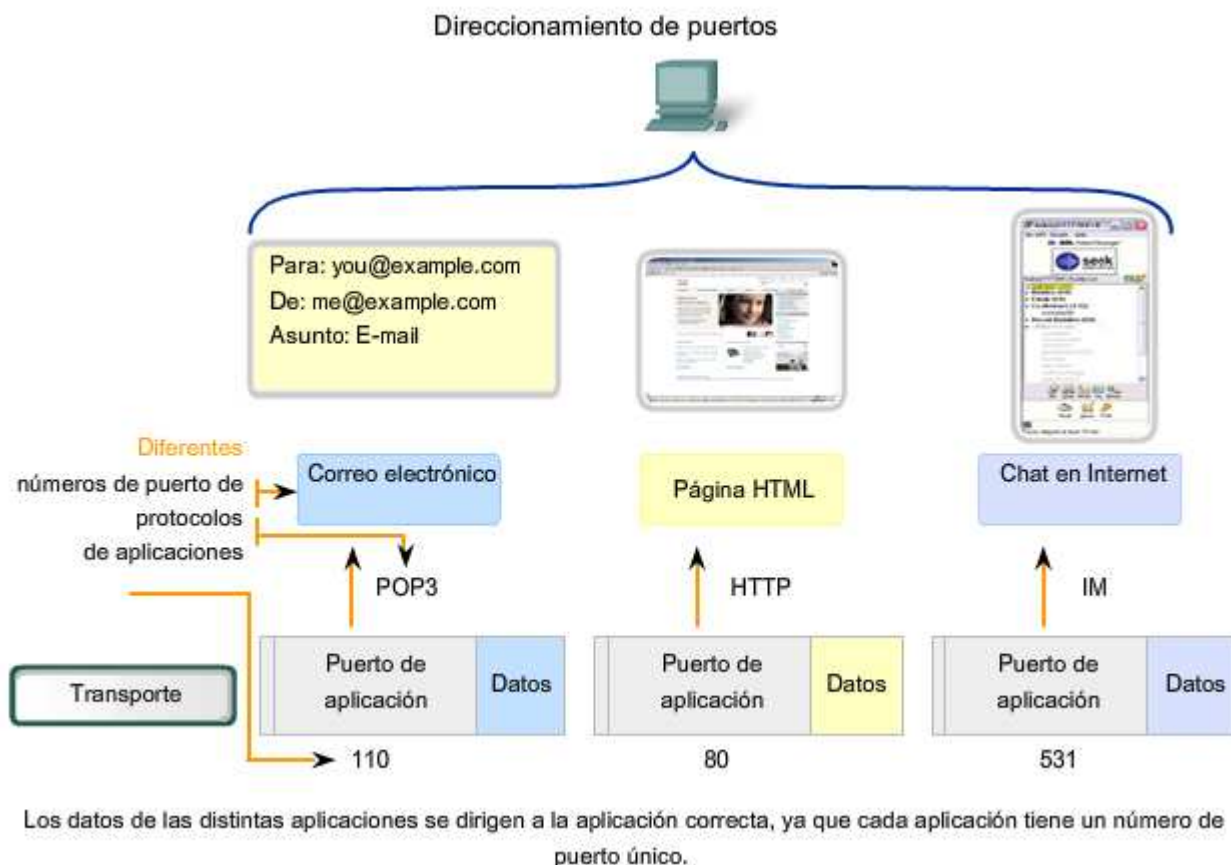 Direccionamiento de puertos
Para: you@example.com
De: me@example.com
Asunto: E-mail
seek
Diferentes
números de puerto de
protocolos
de aplicaciones
Correo electrónico
Página HTML
Chat en Internet
POP3
HTTP
IM
Transporte
Puerto de
aplicación
Datos
Puerto de
aplicación
Datos
Puerto de
aplicación
Datos
110
80
531
Los datos de las distintas aplicaciones se dirigen a la aplicación correcta, ya que cada aplicación tiene un número de
puerto único.